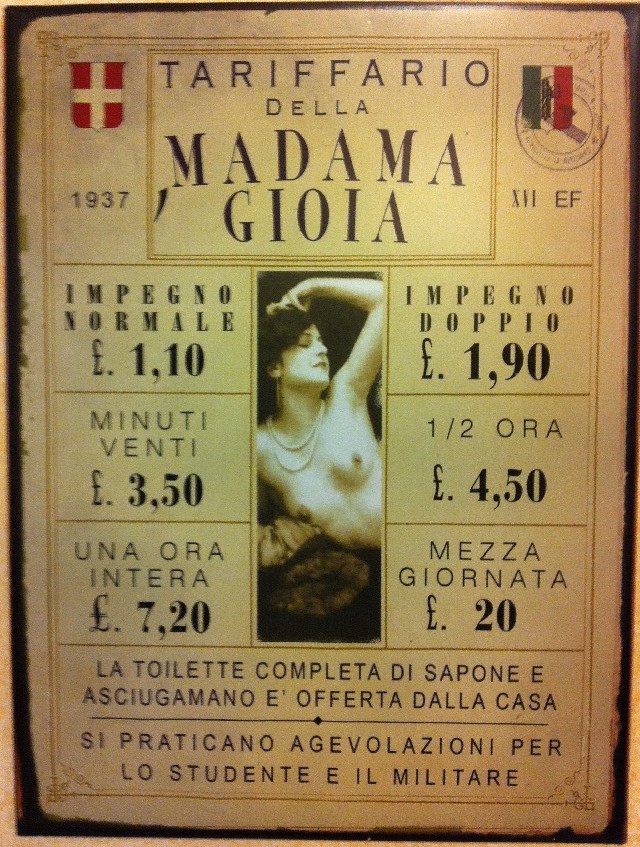 TARIFFARIO
DELLA
MADAMA
GIOIA
1937
XVI EF
IMPEGNO
NORMALE
£. 1,10
IMPEGNO
DOPPIO
£. 1,90
MINUTI
VENTI
£. 3,50
1/2 ORA
£. 4,50
UNA ORA
INTERA
£. 7,20
MEZZA
GIORNATA
£. 20
LA TOILETTE COMPLETA DI SAPONE E
ASCIUGAMANO E' OFFERTA DALLA CASA
SI PRATICANO AGEVOLAZIONI PER
LO STUDENTE E IL MILITARE